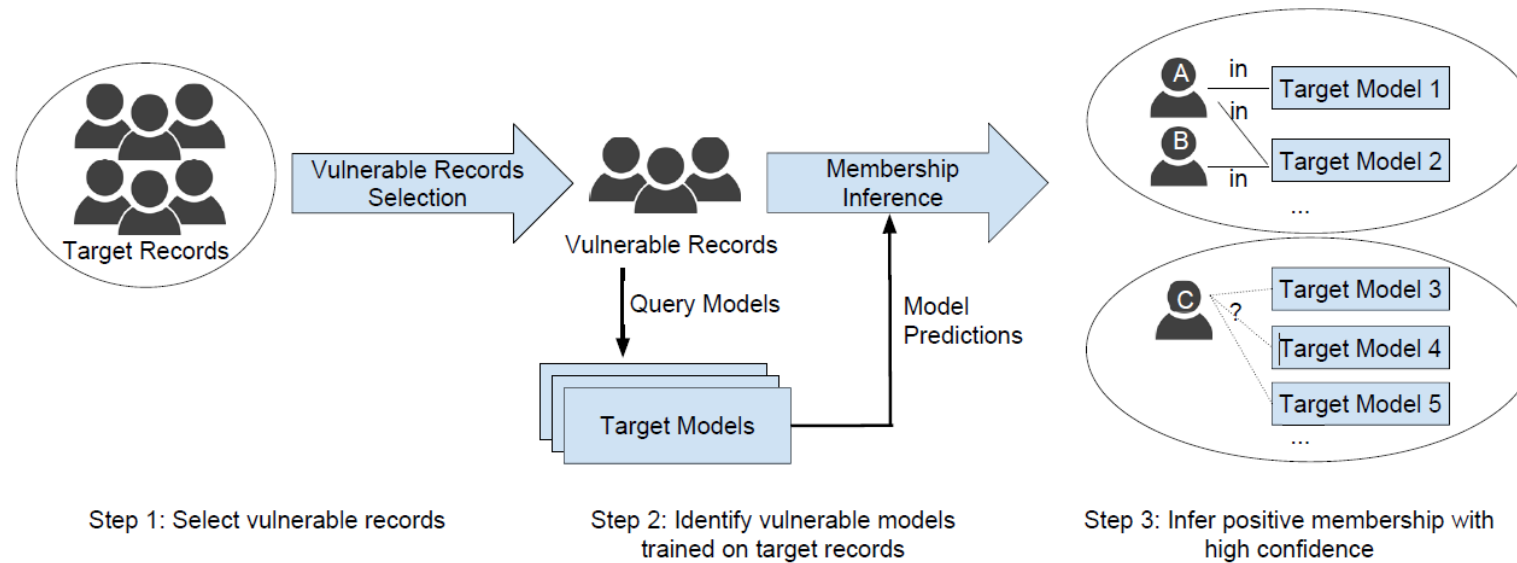 Target Records
Vulnerable Records
Selection
Vulnerable Records
Query Models
Target Models
Membership
Inference
Model
Predictions
A
in
Target Model 1
in
B
in
Target Model 2
...
C
?
Target Model 3
Target Model 4
Target Model 5
...
Step 1: Select vulnerable records
Step 2: Identify vulnerable models
trained on target records
Step 3: Infer positive membership with
high confidence